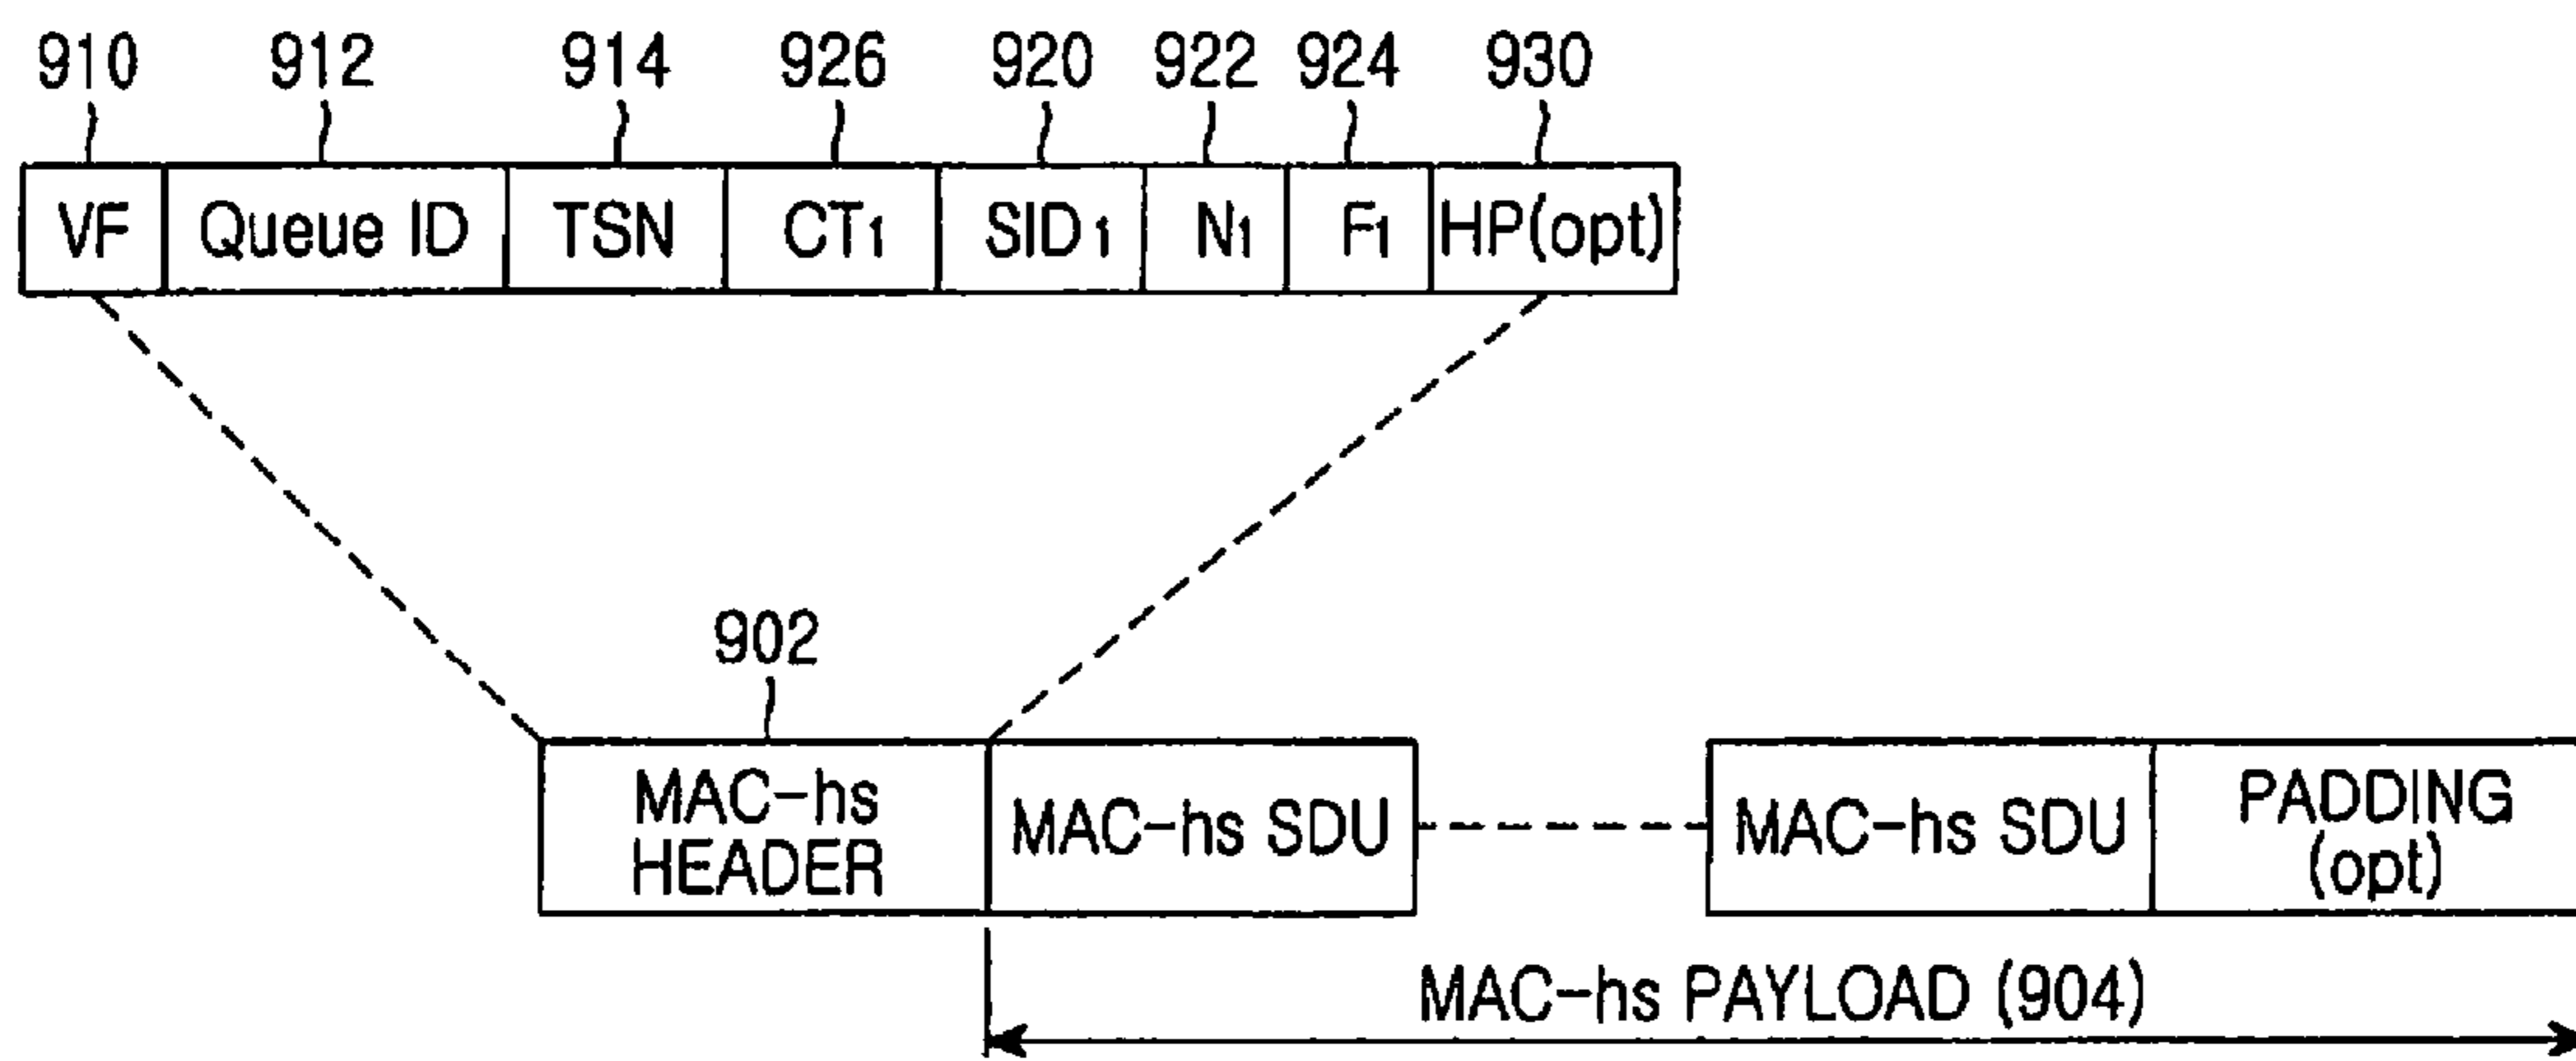 910 912 914 926 920 922 924 930
VF Queue ID TSN CT1 SID1 N1 F1 HP(opt)
902
MAC-hs HEADER MAC-hs SDU MAC-hs SDU PADDING (opt)
MAC-hs PAYLOAD (904)